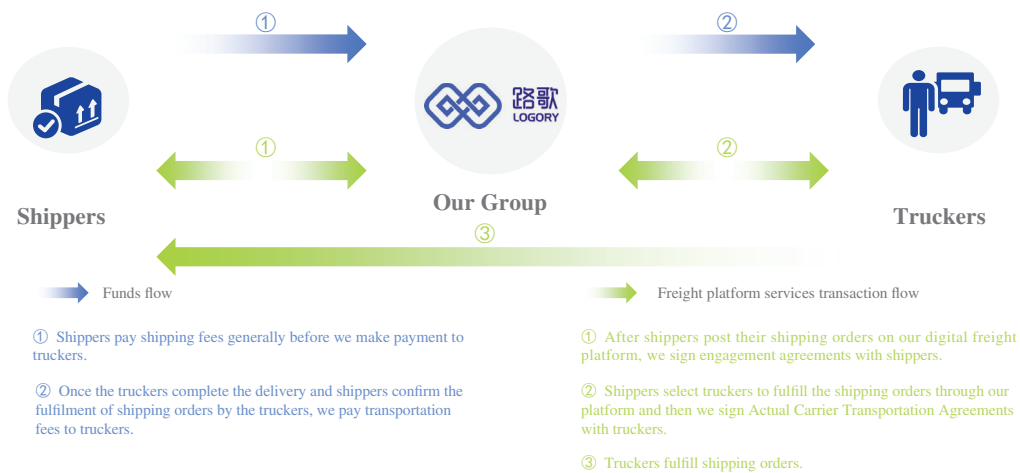 ① ②
路歌
LOGORY
① ②
Shippers Our Group Truckers
③
Funds flow
① Shippers pay shipping fees generally before we make payment to
truckers.
② Once the truckers complete the delivery and shippers confirm the
fulfilment of shipping orders by the truckers, we pay transportation
fees to truckers.
Freight platform services transaction flow
① After shippers post their shipping orders on our digital freight
platform, we sign engagement agreements with shippers.
② Shippers select truckers to fulfill the shipping orders through our
platform and then we sign Actual Carrier Transportation Agreements
with truckers.
③ Truckers fulfill shipping orders.